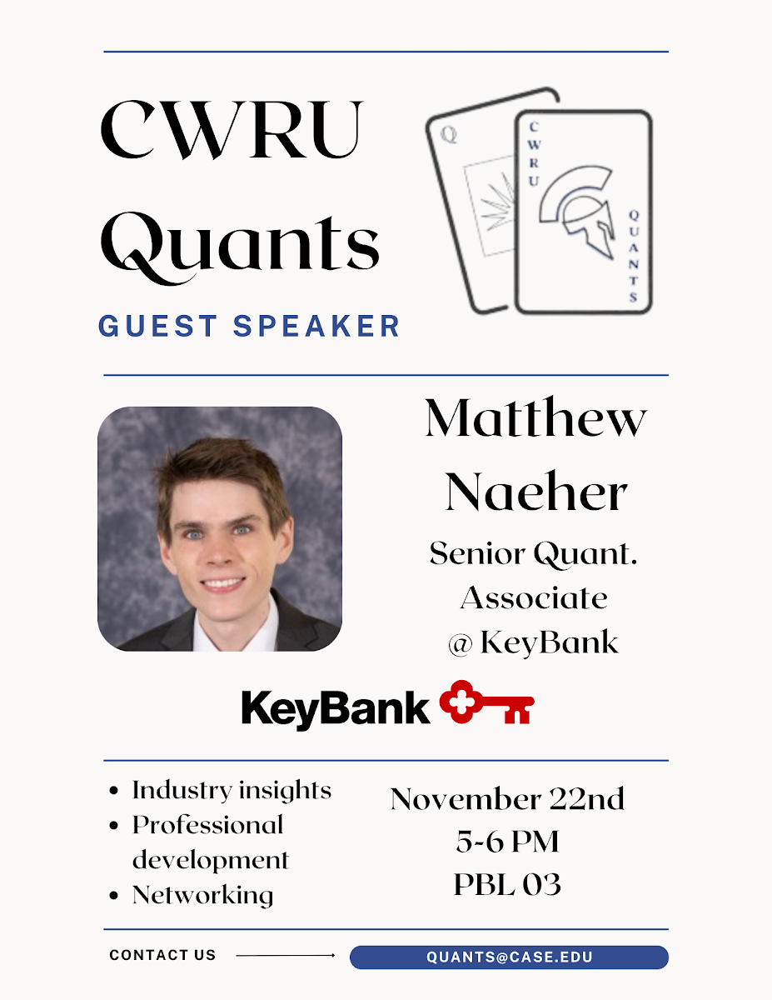 CWRU
Quants
GUEST SPEAKER
Q
CWRU
QUANTS
Matthew
Naeher
Senior Quant.
Associate
@ KeyBank
KeyBank
• Industry insights
• Professional
development
• Networking
November 22nd
5-6 PM
PBL 03
CONTACT US
QUANTS@CASE.EDU